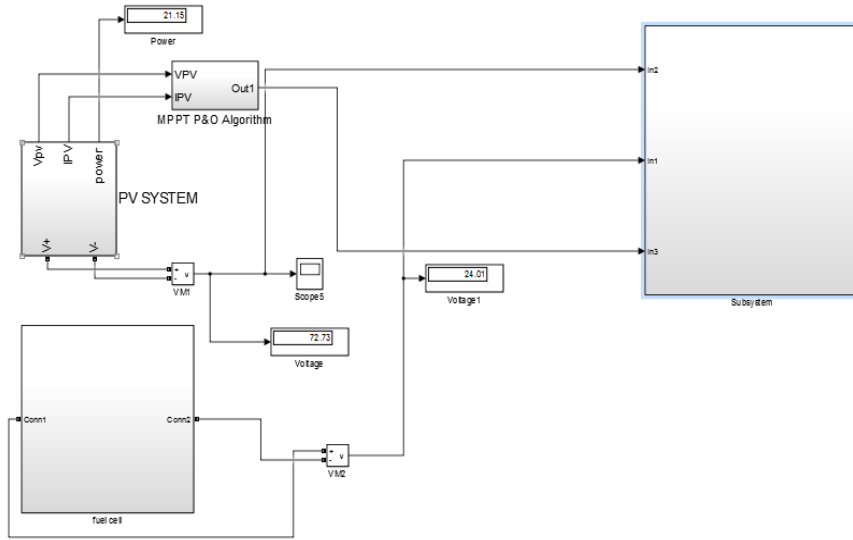 21.15
Power
VPV
IPV
Out1
MPPT P&O Algorithm
Vpv
IPV
power
PV SYSTEM
V+
V-
+
-
v
VM1
Scope5
72.73
Voltage
24.01
Voltage1
In2
In1
In3
Subsystem
Conn1
Conn2
fuel cell
+
-
v
VM2